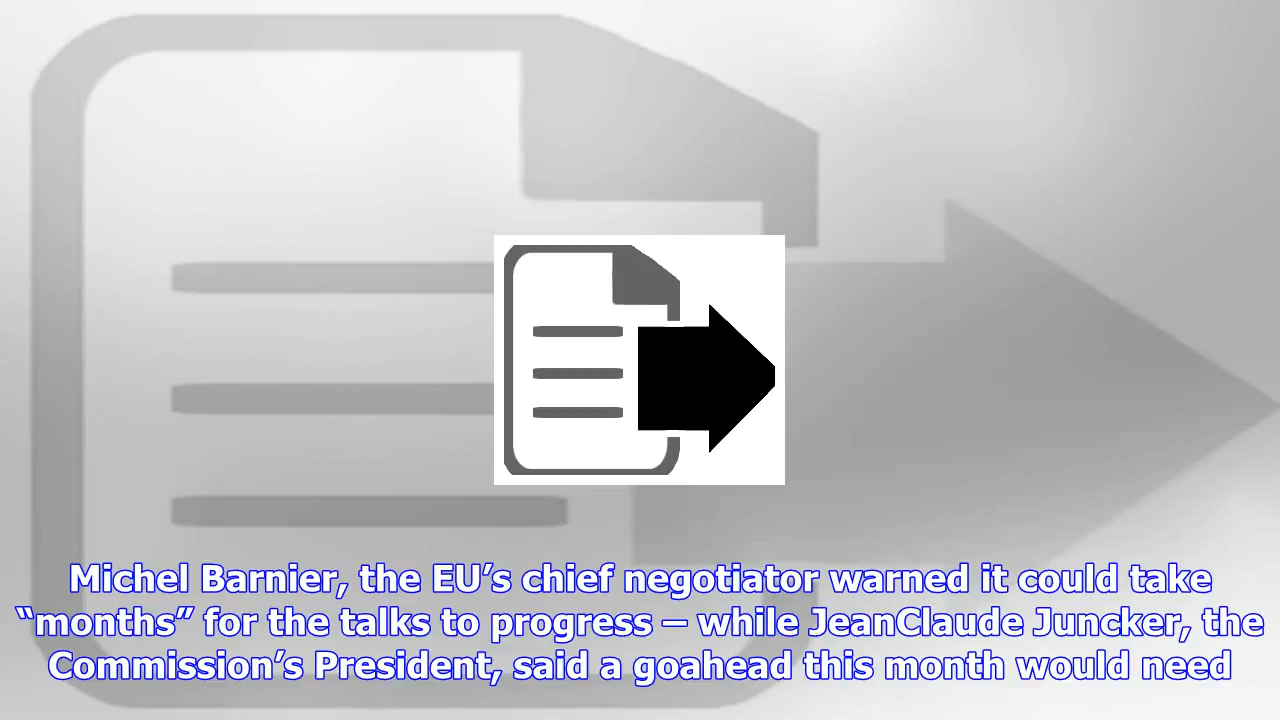 Michel Barnier, the EU’s chief negotiator warned it could take
“months” for the talks to progress – while JeanClaude Juncker, the
Commission’s President, said a goahead this month would need